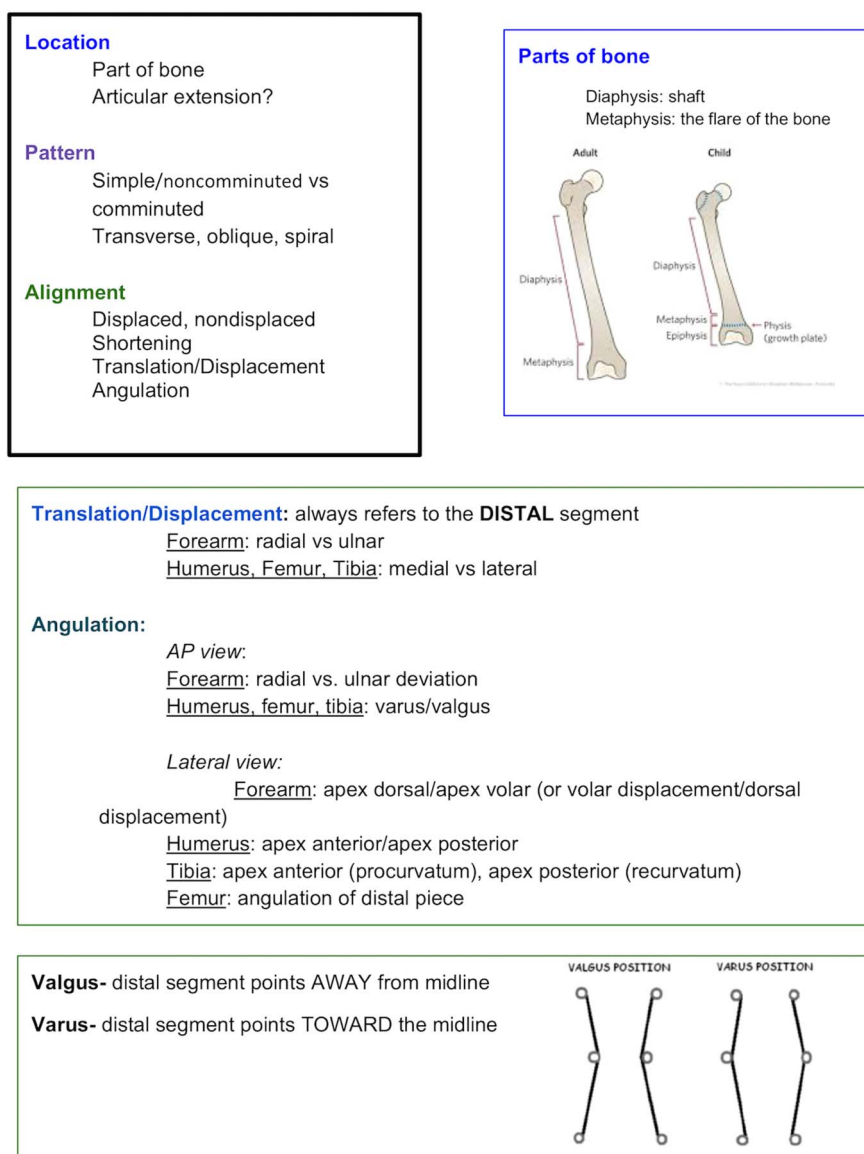 Location
Part of bone
Articular extension?
Pattern
Simple/noncomminuted vs
comminuted
Transverse, oblique, spiral
Alignment
Displaced, nondisplaced
Shortening
Translation/Displacement
Angulation
Parts of bone
Diaphysis: shaft
Metaphysis: the flare of the bone
Adult
Child
Diaphysis
Metaphysis
Diaphysis
Metaphysis
Epiphysis
Physis
(growth plate)
Translation/Displacement: always refers to the DISTAL segment
Forearm: radial vs ulnar
Humerus, Femur, Tibia: medial vs lateral
Angulation:
AP view:
Forearm: radial vs. ulnar deviation
Humerus, femur, tibia: varus/valgus
Lateral view:
Forearm: apex dorsal/apex volar (or volar displacement/dorsal
displacement)
Humerus: apex anterior/apex posterior
Tibia: apex anterior (procurvatum), apex posterior (recurvatum)
Femur: angulation of distal piece
Valgus- distal segment points AWAY from midline
Varus- distal segment points TOWARD the midline
VALGUS POSITION
VARUS POSITION